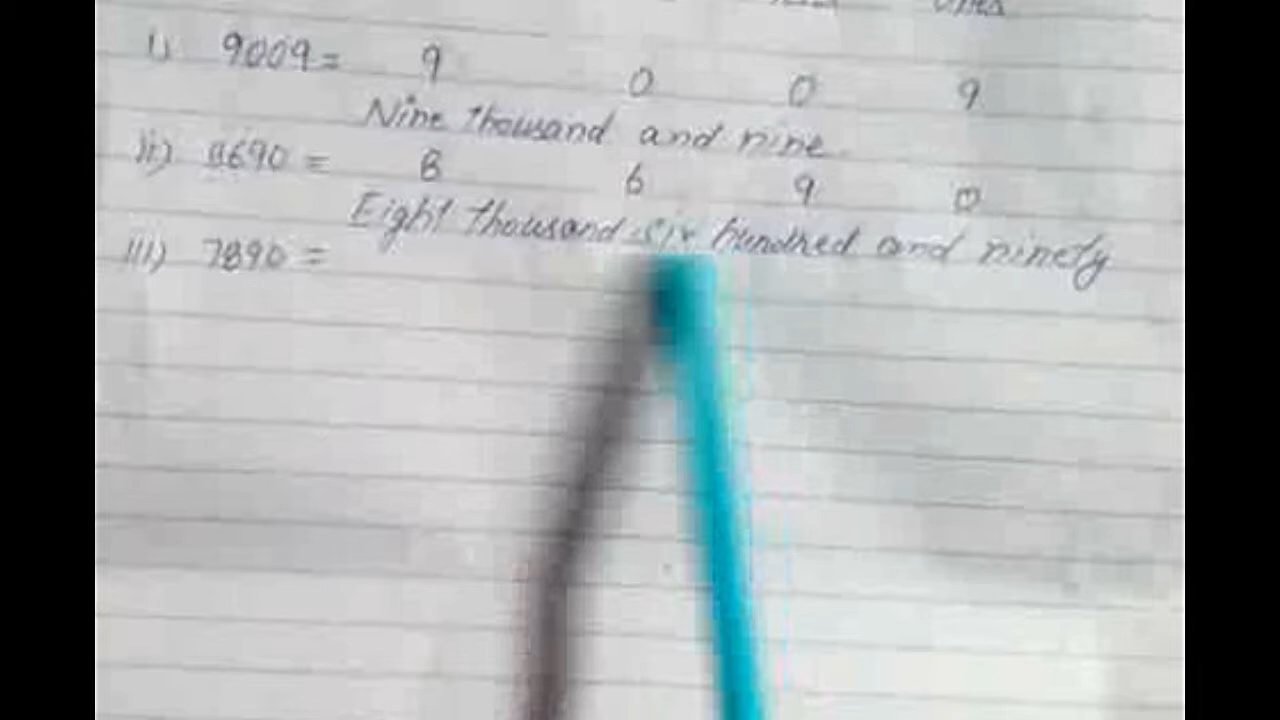 ones
i) 9009 = 9 0 0 9
Nine thousand and nine
ii) 8690 = 8 6 9 0
Eight thousand six hundred and ninety
iii) 7890 =